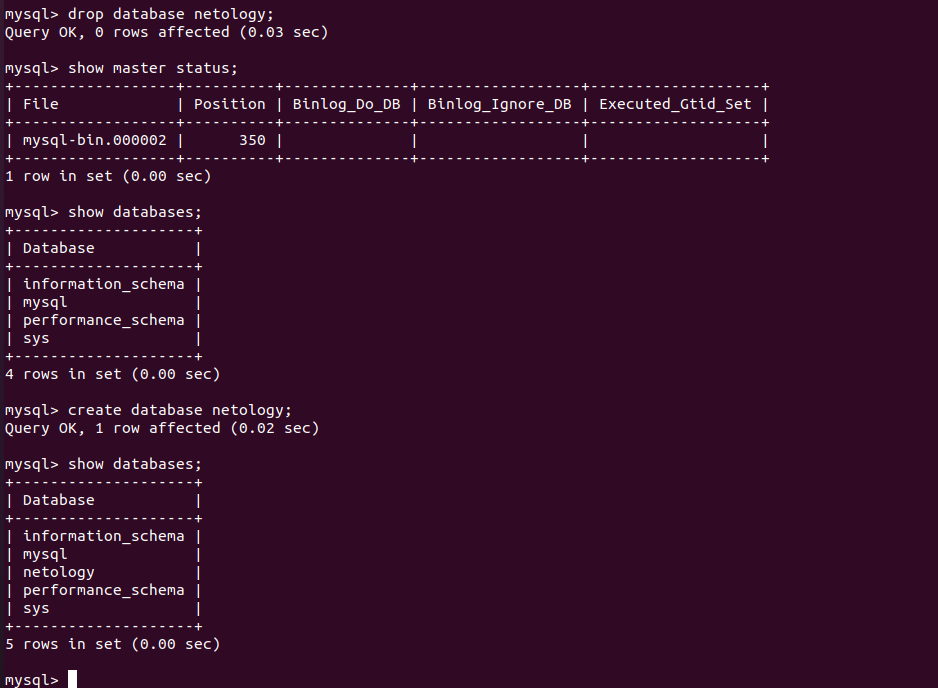 mysql> drop database netology;
Query OK, 0 rows affected (0.03 sec)

mysql> show master status;
+------------------+----------+--------------+------------------+-------------------+
| File             | Position | Binlog_Do_DB | Binlog_Ignore_DB | Executed_Gtid_Set |
+------------------+----------+--------------+------------------+-------------------+
| mysql-bin.000002 |      350 |              |                  |                   |
+------------------+----------+--------------+------------------+-------------------+
1 row in set (0.00 sec)

mysql> show databases;
+--------------------+
| Database           |
+--------------------+
| information_schema |
| mysql              |
| performance_schema |
| sys                |
+--------------------+
4 rows in set (0.00 sec)

mysql> create database netology;
Query OK, 1 row affected (0.02 sec)

mysql> show databases;
+--------------------+
| Database           |
+--------------------+
| information_schema |
| mysql              |
| netology           |
| performance_schema |
| sys                |
+--------------------+
5 rows in set (0.00 sec)

mysql>